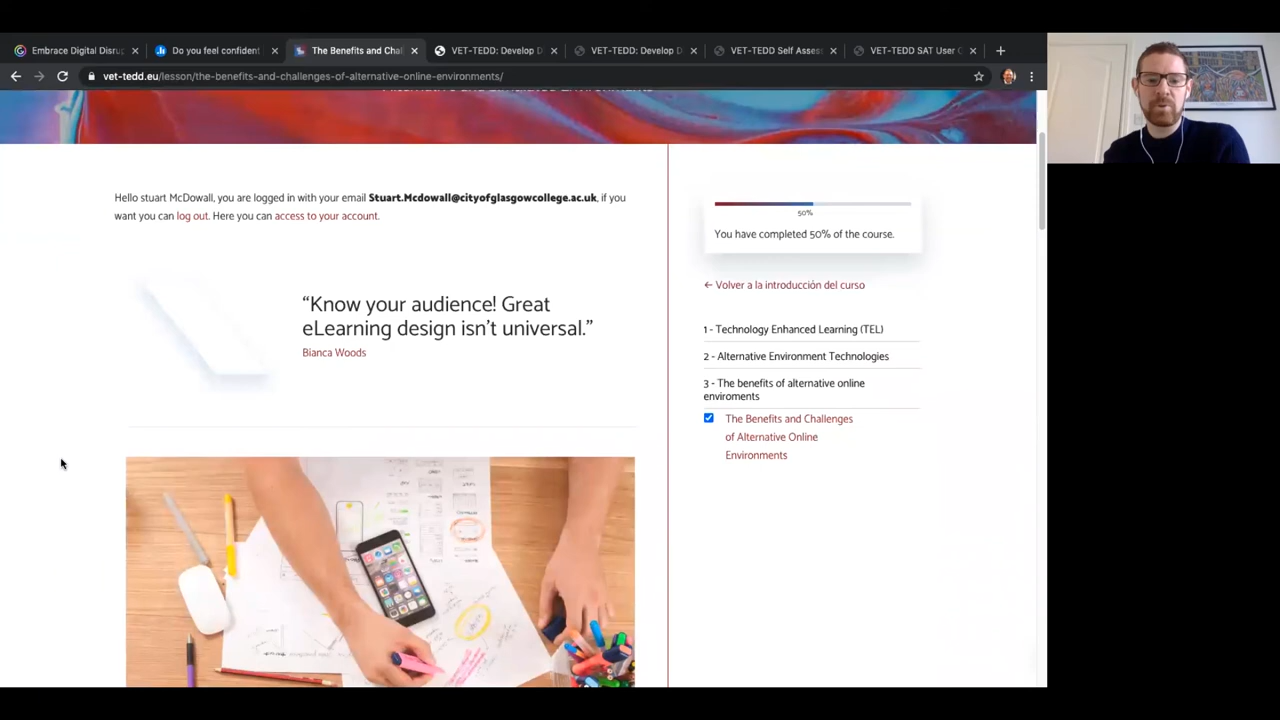 Embrace Digital Disrup
Do you feel confident
The Benefits and Chal
VET-TEDD: Develop D
VET-TEDD: Develop D
VET-TEDD Self Assess
VET-TEDD SAT User G
vet-tedd.eu/lesson/the-benefits-and-challenges-of-alternative-online-environments/
Hello stuart McDowall, you are logged in with your email Stuart.Mcdowall@cityofglasgowcollege.ac.uk, if you
want you can log out. Here you can access to your account.
“Know your audience! Great
eLearning design isn’t universal.”
Bianca Woods
50%
You have completed 50% of the course.
← Volver a la introducción del curso
1 - Technology Enhanced Learning (TEL)
2 - Alternative Environment Technologies
3 - The benefits of alternative online
enviroments
The Benefits and Challenges
of Alternative Online
Environments